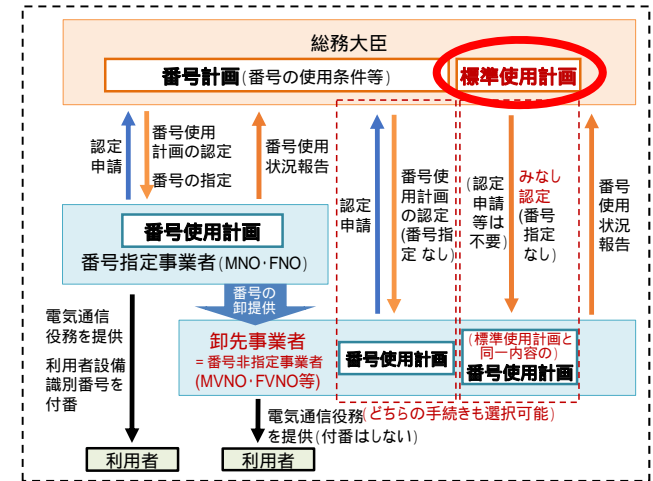 総務大臣
番号計画(番号の使用条件等)
標準使用計画
認定
申請
番号使用
計画の認定
番号の指定
番号使用
状況報告
認定
申請
番号使
用計画
の認定
(番号指
定 なし)
(認定
申請
等は
不要)
みなし
認定
(番号
指定
なし)
番号
使用
状況
報告
番号使用計画
番号指定事業者(MNO・FNO)
番号の
卸提供
電気通信
役務を提供
利用者設備
識別番号を
付番
卸先事業者
= 番号非指定事業者
(MVNO・FVNO等)
番号使用計画
(標準使用計画と
同一内容の)
番号使用計画
電気通信役務(どちらの手続きも選択可能)
を提供(付番はしない)
利用者
利用者